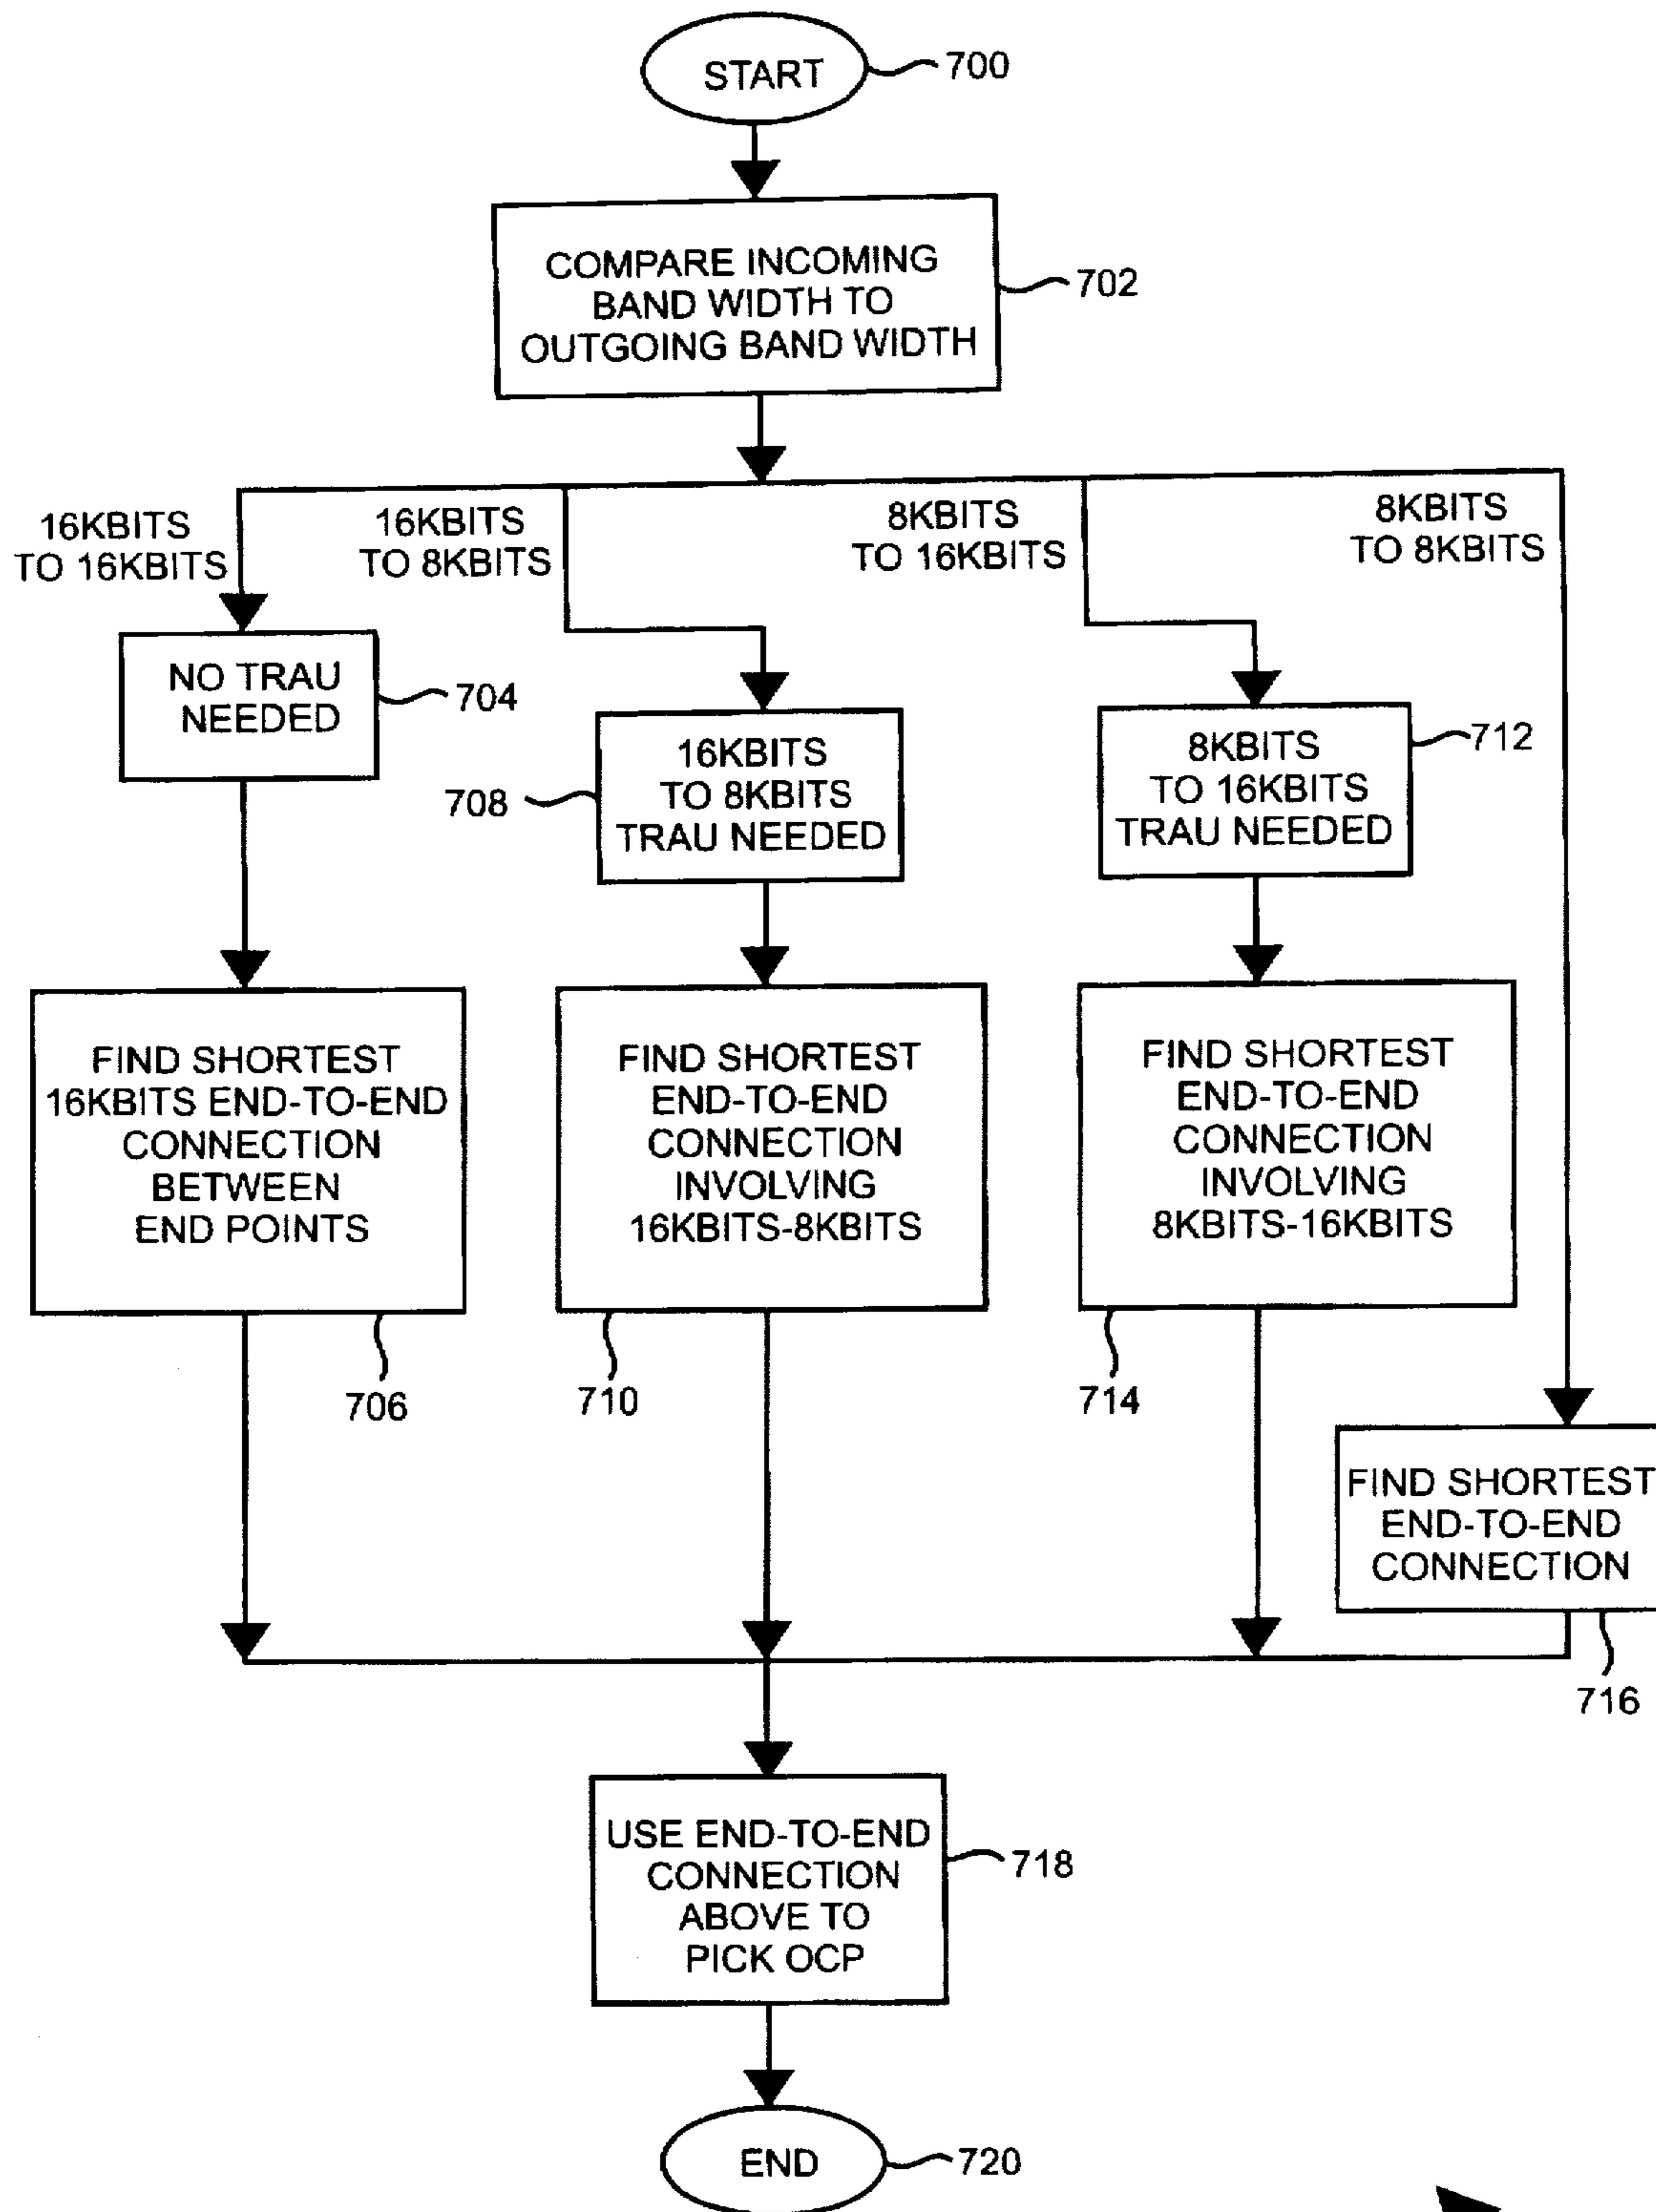 START
700
COMPARE INCOMING
BAND WIDTH TO
OUTGOING BAND WIDTH
702
16KBITS
TO 16KBITS
16KBITS
TO 8KBITS
8KBITS
TO 16KBITS
8KBITS
TO 8KBITS
NO TRAU
NEEDED
704
16KBITS
TO 8KBITS
TRAU NEEDED
708
8KBITS
TO 16KBITS
TRAU NEEDED
712
FIND SHORTEST
16KBITS END-TO-END
CONNECTION
BETWEEN
END POINTS
706
FIND SHORTEST
END-TO-END
CONNECTION
INVOLVING
16KBITS-8KBITS
710
FIND SHORTEST
END-TO-END
CONNECTION
INVOLVING
8KBITS-16KBITS
714
FIND SHORTEST
END-TO-END
CONNECTION
716
USE END-TO-END
CONNECTION
ABOVE TO
PICK OCP
718
END
720